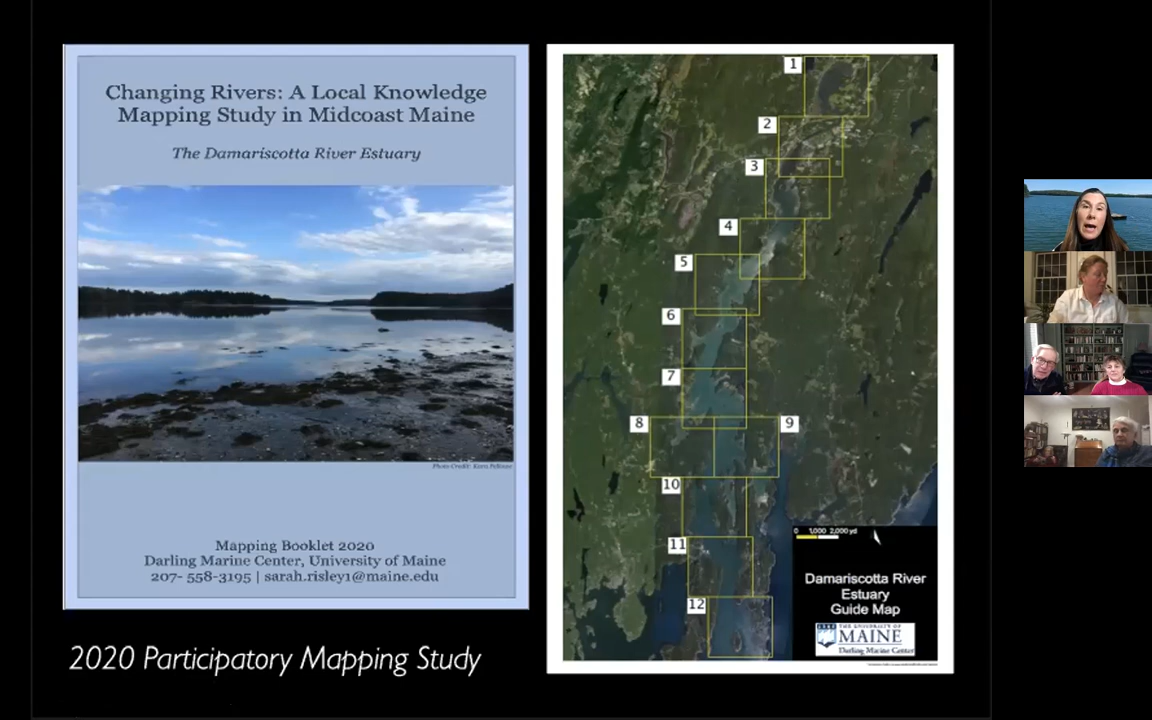 Changing Rivers: A Local Knowledge
Mapping Study in Midcoast Maine
The Damariscotta River Estuary
Photo Credit:
Mapping Booklet 2020
Darling Marine Center, University of Maine
207- 558-3195 | sarah.risley1@maine.edu
2020 Participatory Mapping Study
1
2
3
4
5
6
7
8
9
10
11
12
0 1,000 2,000 yd
Damariscotta River
Estuary
Guide Map
THE UNIVERSITY OF
MAINE
Darling Marine Center